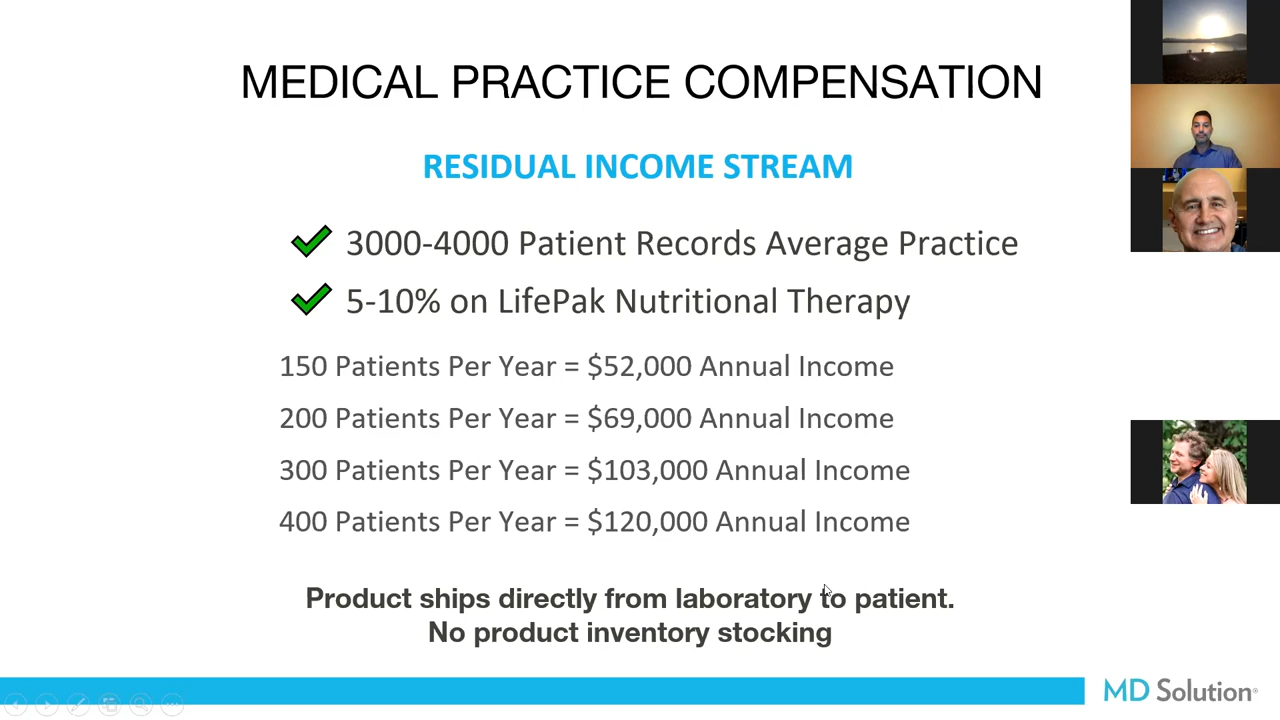 MEDICAL PRACTICE COMPENSATION
RESIDUAL INCOME STREAM
3000-4000 Patient Records Average Practice
5-10% on LifePak Nutritional Therapy
150 Patients Per Year = $52,000 Annual Income
200 Patients Per Year = $69,000 Annual Income
300 Patients Per Year = $103,000 Annual Income
400 Patients Per Year = $120,000 Annual Income
Product ships directly from laboratory to patient.
No product inventory stocking
MD Solution®